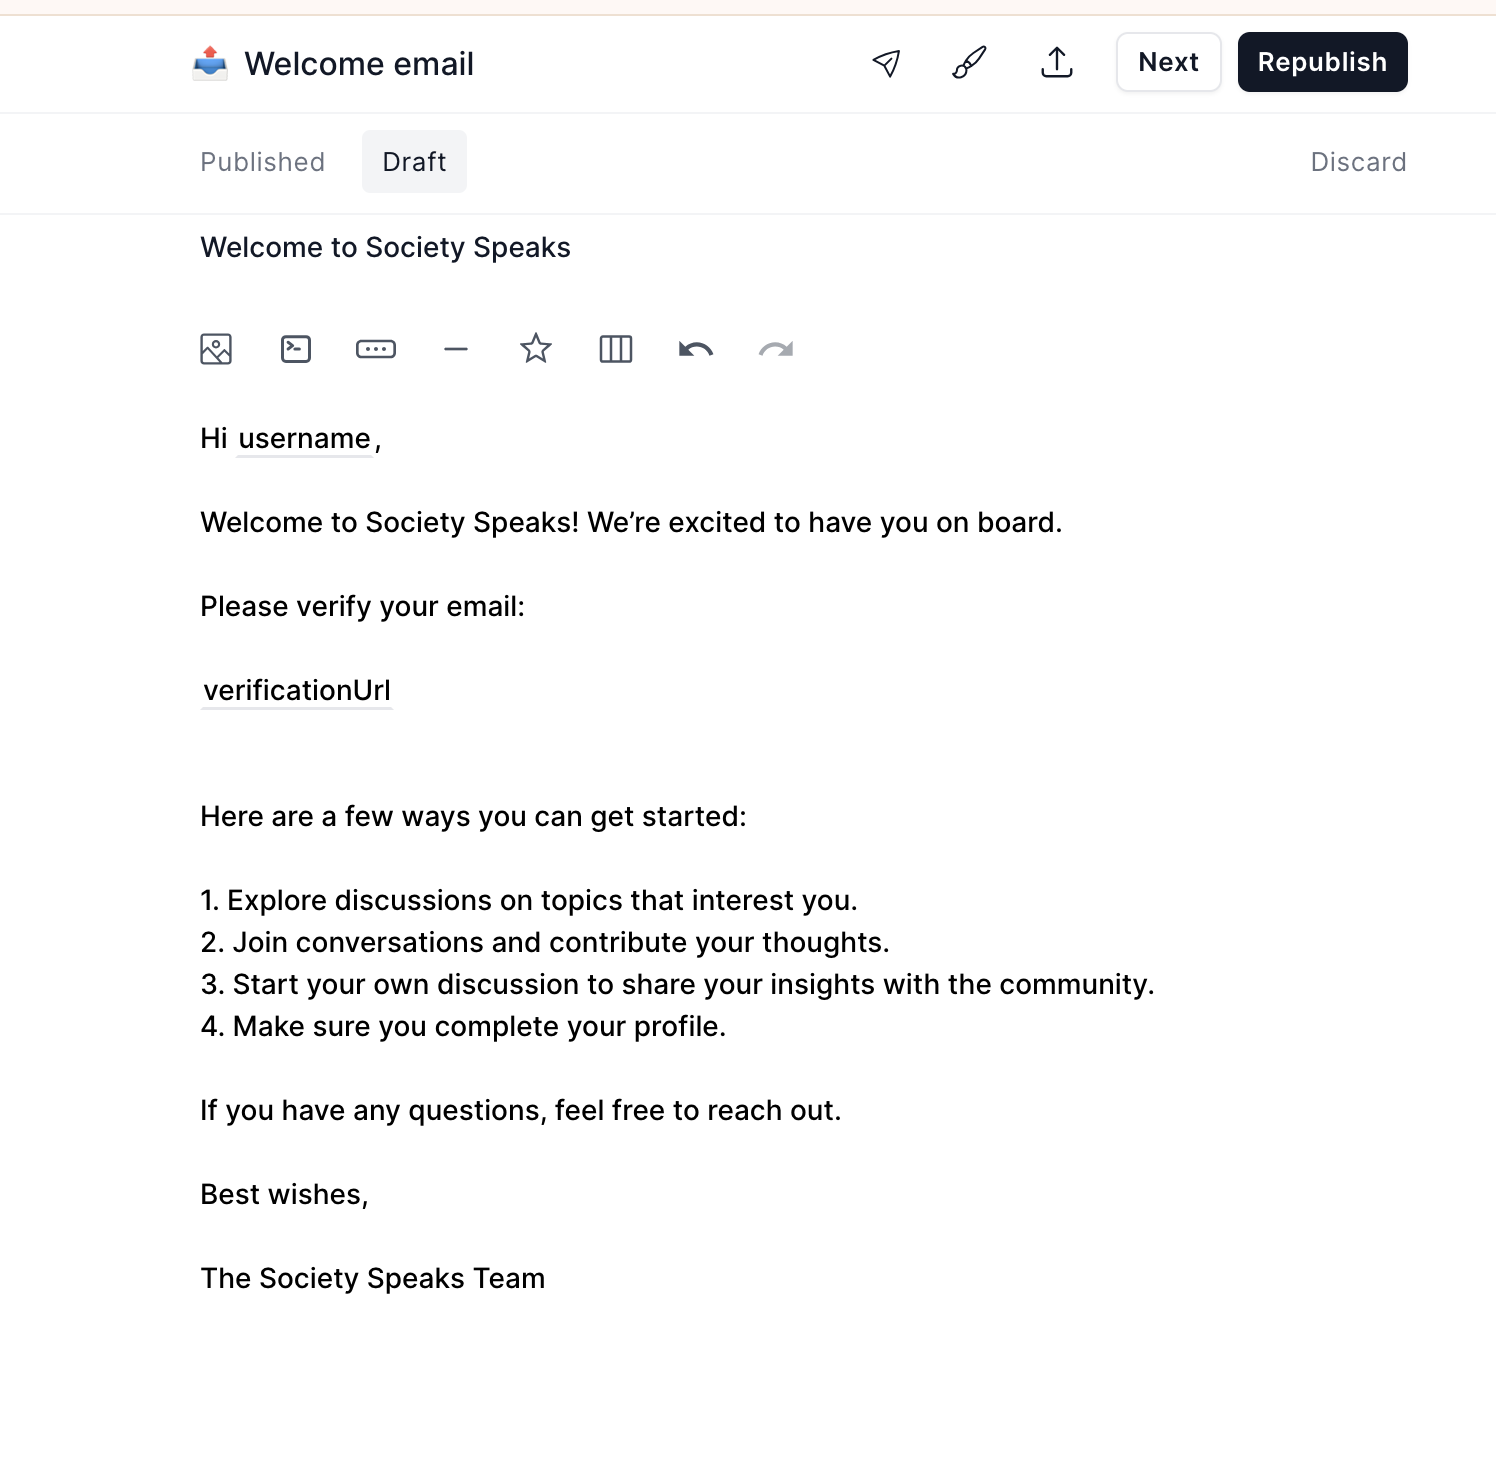 Welcome email
Next
Republish
Published
Draft
Discard
Welcome to Society Speaks
Hi username,
Welcome to Society Speaks! We’re excited to have you on board.
Please verify your email:
verificationUrl
Here are a few ways you can get started:
1. Explore discussions on topics that interest you.
2. Join conversations and contribute your thoughts.
3. Start your own discussion to share your insights with the community.
4. Make sure you complete your profile.
If you have any questions, feel free to reach out.
Best wishes,
The Society Speaks Team